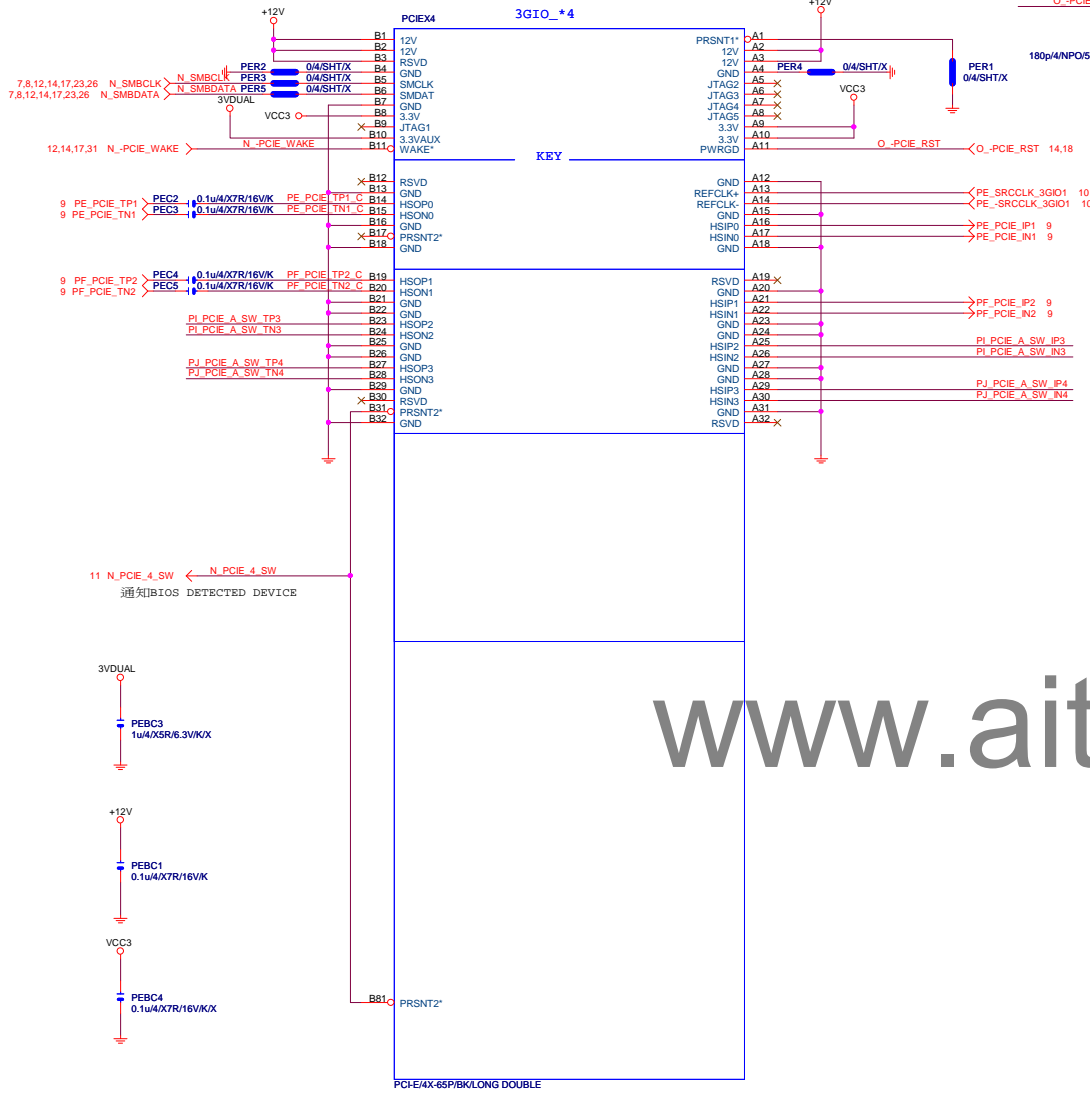 +12V
PCIEX4
3GIO_*4
+12V
O_-PCIE
B1 12V PRSNT1* A1
B2 12V 12V A2
B3 RSVD 12V A3
PER2 0/4/SHT/X B4 GND GND A4 PER4 0/4/SHT/X
PER1
0/4/SHT/X
180p/4/NPO/5
7,8,12,14,17,23,26 N_SMBCLK N_SMBCLK PER3 0/4/SHT/X B5 SMCLK JTAG2 A5
7,8,12,14,17,23,26 N_SMBDATA N_SMBDATA PER5 0/4/SHT/X B6 SMDAT JTAG3 A6
3VDUAL
VCC3
B7 GND JTAG4 A7
VCC3 B8 3.3V JTAG5 A8
B9 JTAG1 3.3V A9
B10 3.3VAUX 3.3V A10
12,14,17,31 N_-PCIE_WAKE N_-PCIE_WAKE B11 WAKE* PWRGD A11 O_-PCIE_RST O_-PCIE_RST 14,18
KEY
B12 RSVD GND A12
B13 GND REFCLK+ A13 PE_SRCCLK_3GIO1 10
9 PE_PCIE_TP1 PEC2 0.1u/4/X7R/16V/K PE_PCIE_TP1_C B14 HSOP0 REFCLK- A14 PE_-SRCCLK_3GIO1 10
9 PE_PCIE_TN1 PEC3 0.1u/4/X7R/16V/K PE_PCIE_TN1_C B15 HSON0 GND A15
B16 GND HSIP0 A16 PE_PCIE_IP1 9
B17 PRSNT2* HSIN0 A17 PE_PCIE_IN1 9
B18 GND GND A18
9 PF_PCIE_TP2 PEC4 0.1u/4/X7R/16V/K PF_PCIE_TP2_C B19 HSOP1 RSVD A19
9 PF_PCIE_TN2 PEC5 0.1u/4/X7R/16V/K PF_PCIE_TN2_C B20 HSON1 GND A20
B21 GND HSIP1 A21 PF_PCIE_IP2 9
B22 GND HSIN1 A22 PF_PCIE_IN2 9
PI_PCIE_A_SW_TP3 B23 HSOP2 GND A23
PI_PCIE_A_SW_TN3 B24 HSON2 GND A24
B25 GND HSIP2 A25 PI_PCIE_A_SW_IP3
B26 GND HSIN2 A26 PI_PCIE_A_SW_IN3
PJ_PCIE_A_SW_TP4 B27 HSOP3 GND A27
PJ_PCIE_A_SW_TN4 B28 HSON3 GND A28
B29 GND HSIP3 A29 PJ_PCIE_A_SW_IP4
B30 RSVD HSIN3 A30 PJ_PCIE_A_SW_IN4
B31 PRSNT2* GND A31
B32 GND RSVD A32
11 N_PCIE_4_SW N_PCIE_4_SW
通知BIOS DETECTED DEVICE
3VDUAL
PEBC3
1u/4/X5R/6.3V/K/X
www.ait
+12V
PEBC1
0.1u/4/X7R/16V/K
VCC3
PEBC4
0.1u/4/X7R/16V/K/X
B81 PRSNT2*
PCI-E/4X-65P/BK/LONG DOUBLE